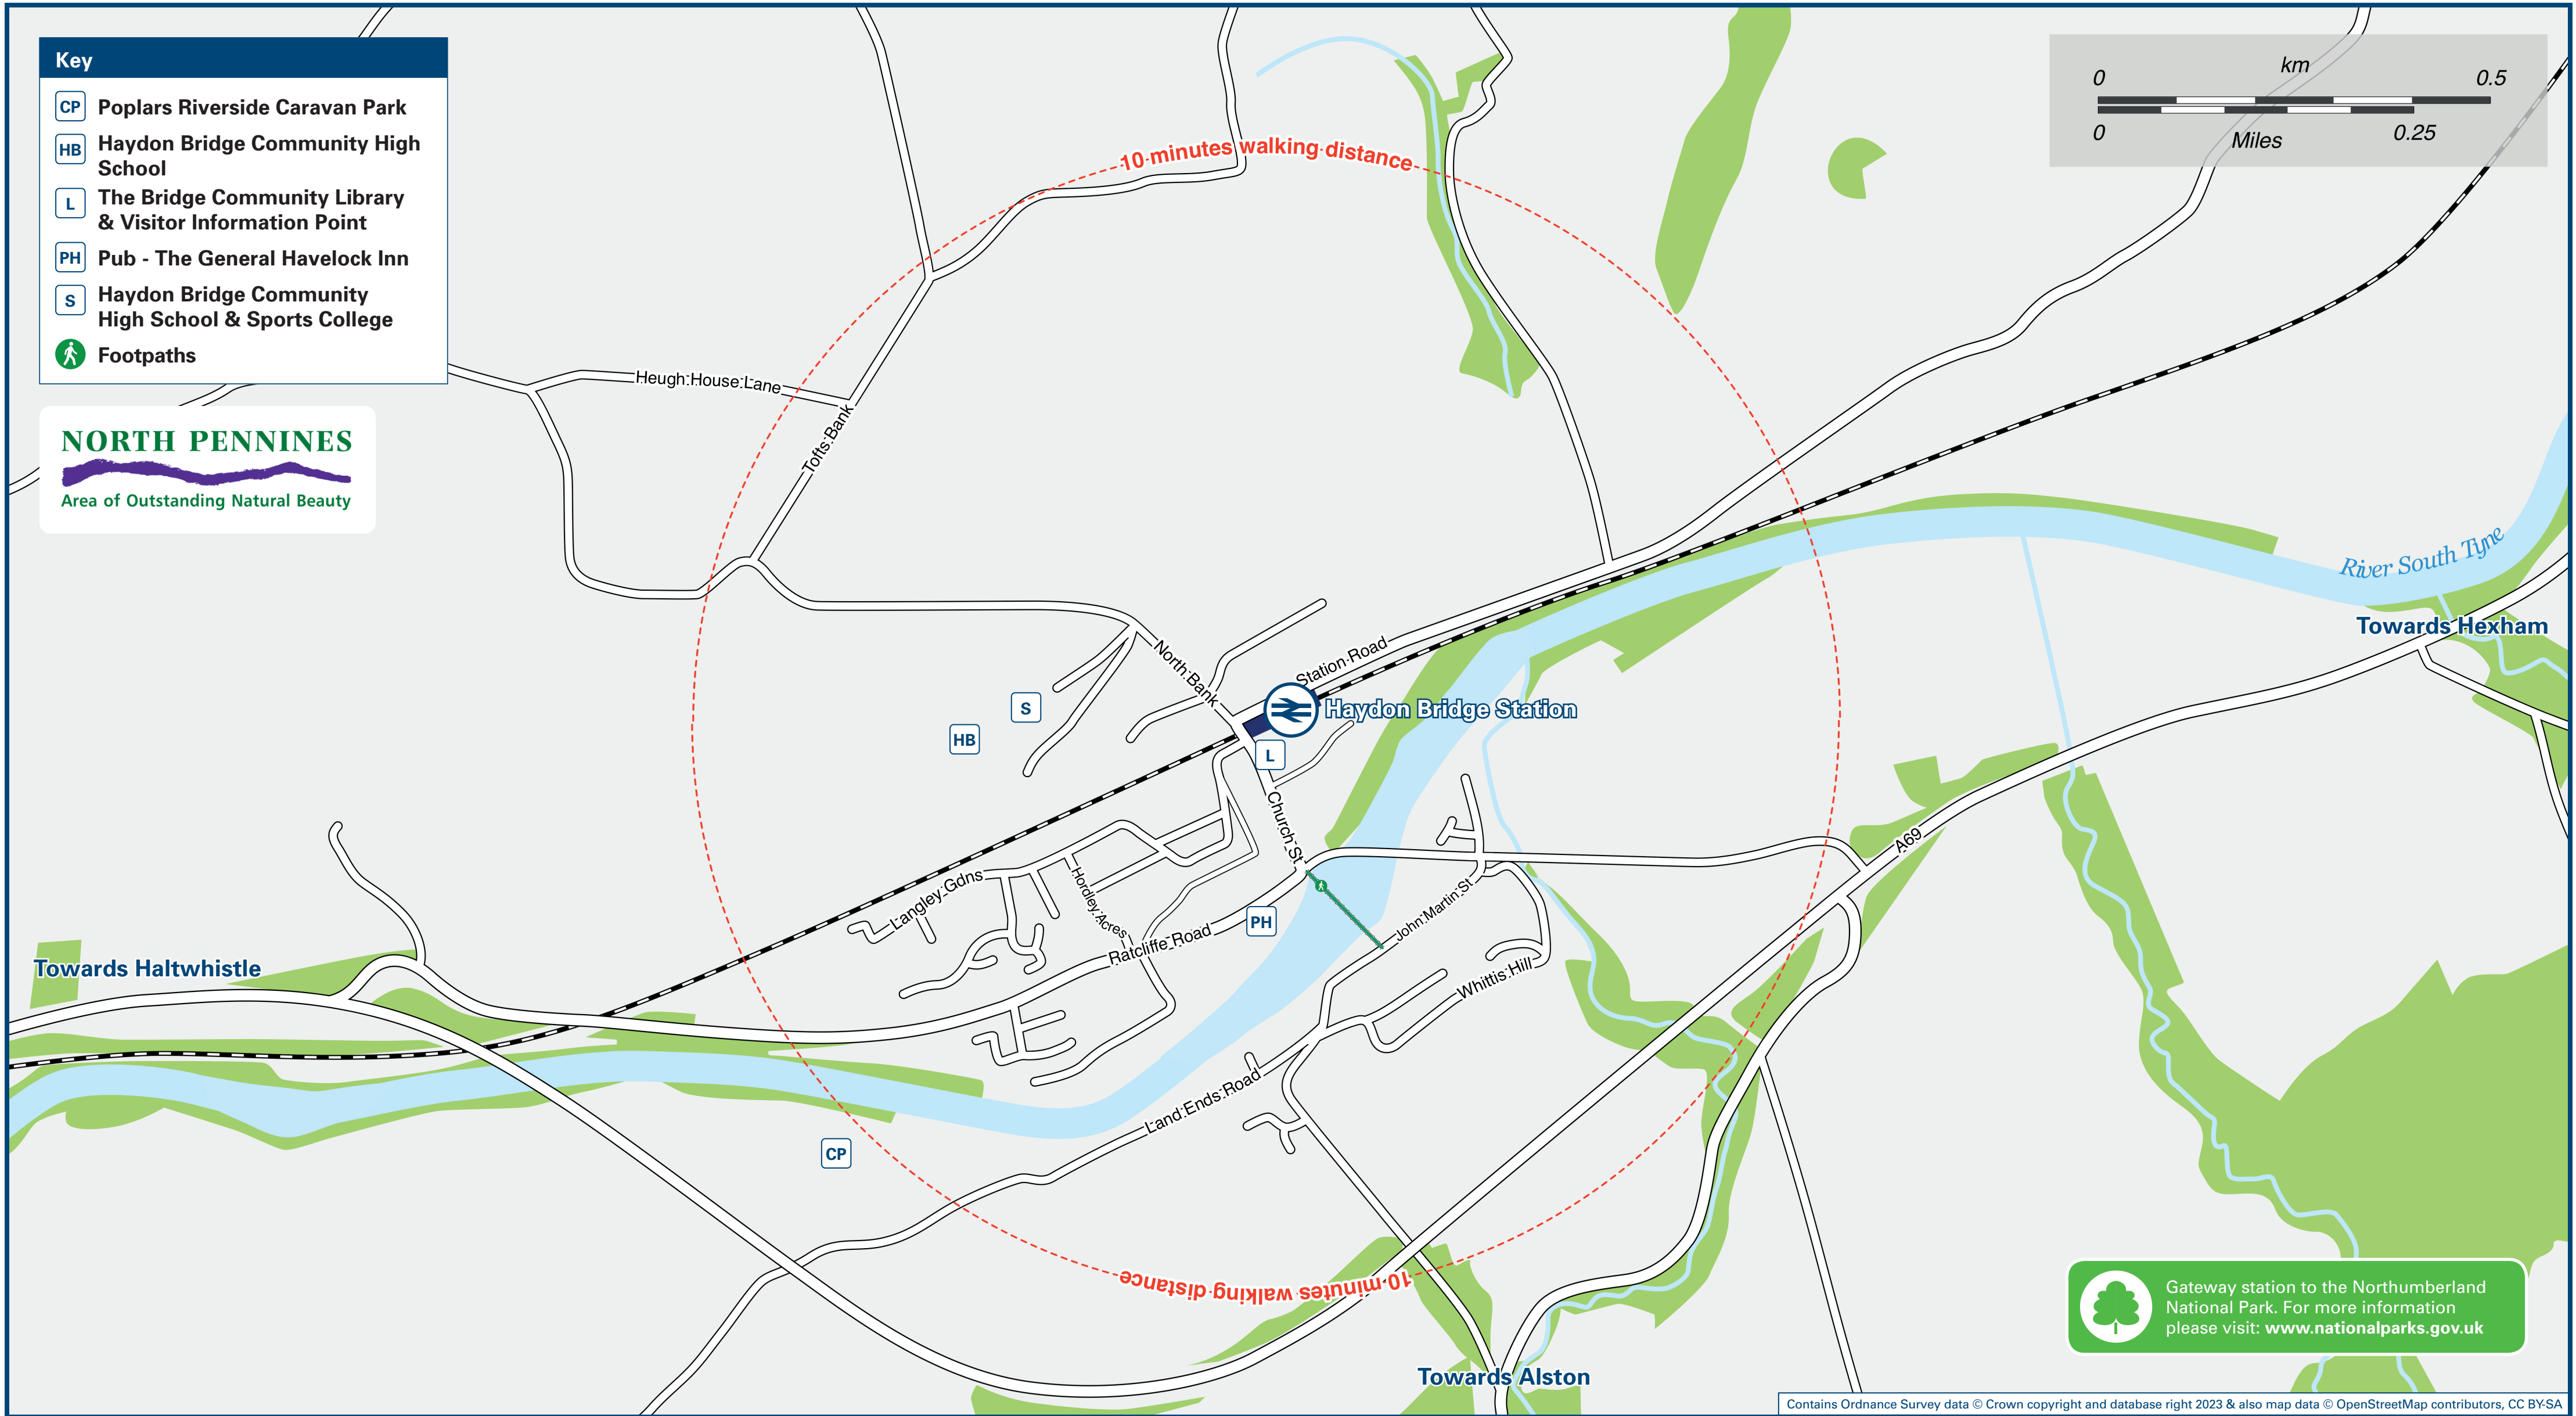 Key
CP Poplars Riverside Caravan Park
HB Haydon Bridge Community High
School
L The Bridge Community Library
& Visitor Information Point
PH Pub - The General Havelock Inn
S Haydon Bridge Community
High School & Sports College
Footpaths
NORTH PENNINES
Area of Outstanding Natural Beauty
km
0 0.5
0 0.25
Miles
10 minutes walking distance
Heugh House Lane
Tofts Bank
River South Tyne
Towards Hexham
North Bank
Station Road
Haydon Bridge Station
S
HB
L
Church St
A69
Langley Gdns
Hordley Acres
Ratcliffe Road
PH
John Martin St
Whittis Hill
Towards Haltwhistle
Land Ends Road
CP
10 minutes walking distance
Towards Alston
Gateway station to the Northumberland
National Park. For more information
please visit: www.nationalparks.gov.uk
Contains Ordnance Survey data © Crown copyright and database right 2023 & also map data © OpenStreetMap contributors, CC BY-SA